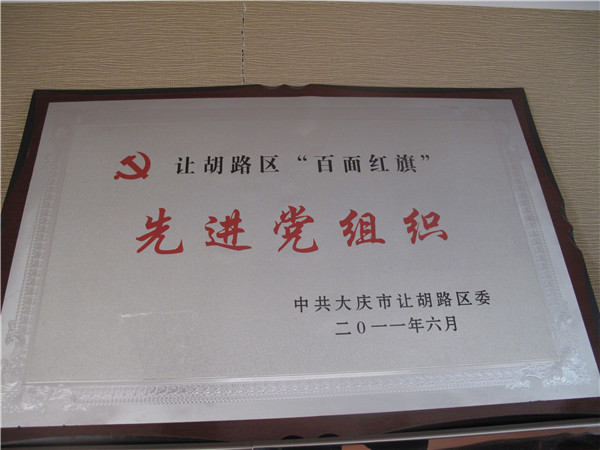 让胡路区“百面红旗”
先进党组织
中共大庆市让胡路区委
二O一一年六月